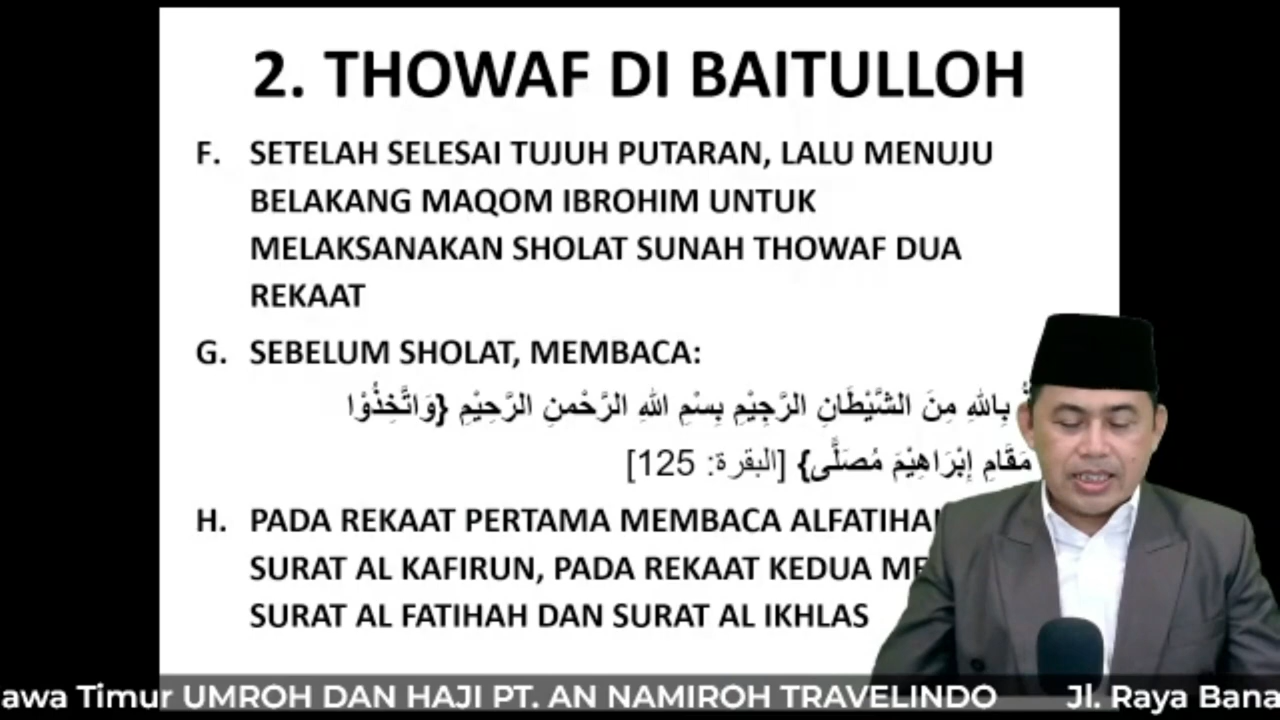 2. THOWAF DI BAITULLOH
F. SETELAH SELESAI TUJUH PUTARAN, LALU MENUJU
BELAKANG MAQOM IBROHIM UNTUK
MELAKSANAKAN SHOLAT SUNAH THOWAF DUA
REKAAT
G. SEBELUM SHOLAT, MEMBACA:
بِاللهِ مِنَ الشَّيْطَانِ الرَّجِيْمِ بِسْمِ اللهِ الرَّحْمنِ الرَّحِيْمِ {وَاتَّخِذُوْا
مَقَامِ إِبْرَاهِيْمَ مُصَلًّى} [البقرة: 125]
H. PADA REKAAT PERTAMA MEMBACA
SURAT AL KAFIRUN, PADA REKAAT KEDUA
SURAT AL FATIHAH DAN SURAT AL IKHLAS
Timur UMROH DAN HAJI PT. AN NAMIROH TRAVELINDO Jl. Raya